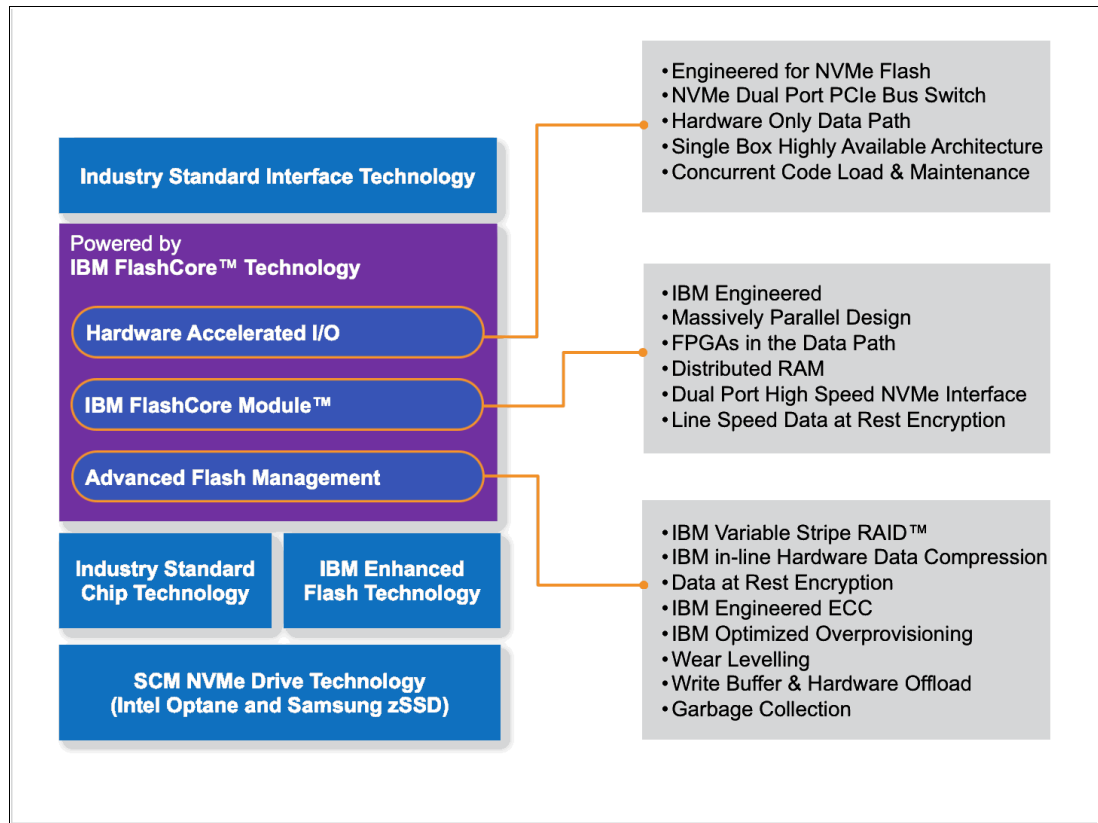 Industry Standard Interface Technology
Powered by
IBM FlashCore™ Technology
Hardware Accelerated I/O
IBM FlashCore Module™
Advanced Flash Management
Industry Standard
Chip Technology
IBM Enhanced
Flash Technology
SCM NVMe Drive Technology
(Intel Optane and Samsung zSSD)
•Engineered for NVMe Flash
•NVMe Dual Port PCIe Bus Switch
•Hardware Only Data Path
•Single Box Highly Available Architecture
•Concurrent Code Load & Maintenance
•IBM Engineered
•Massively Parallel Design
•FPGAs in the Data Path
•Distributed RAM
•Dual Port High Speed NVMe Interface
•Line Speed Data at Rest Encryption
•IBM Variable Stripe RAID™
•IBM in-line Hardware Data Compression
•Data at Rest Encryption
•IBM Engineered ECC
•IBM Optimized Overprovisioning
•Wear Levelling
•Write Buffer & Hardware Offload
•Garbage Collection